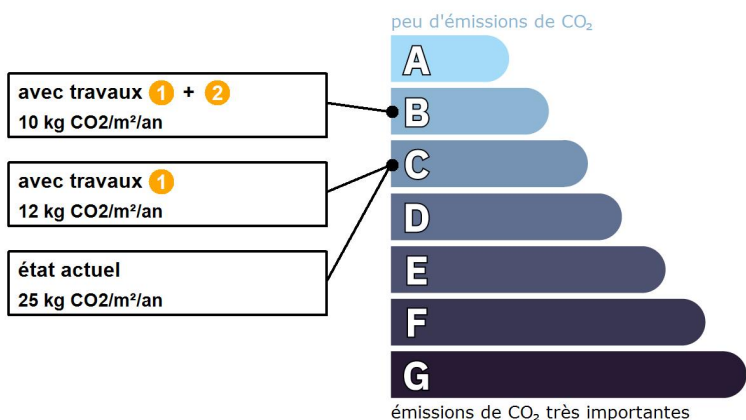 peu d'émissions de CO₂
A
avec travaux 1 + 2
10 kg CO2/m²/an
B
avec travaux 1
12 kg CO2/m²/an
C
D
état actuel
25 kg CO2/m²/an
E
F
G
émissions de CO₂ très importantes